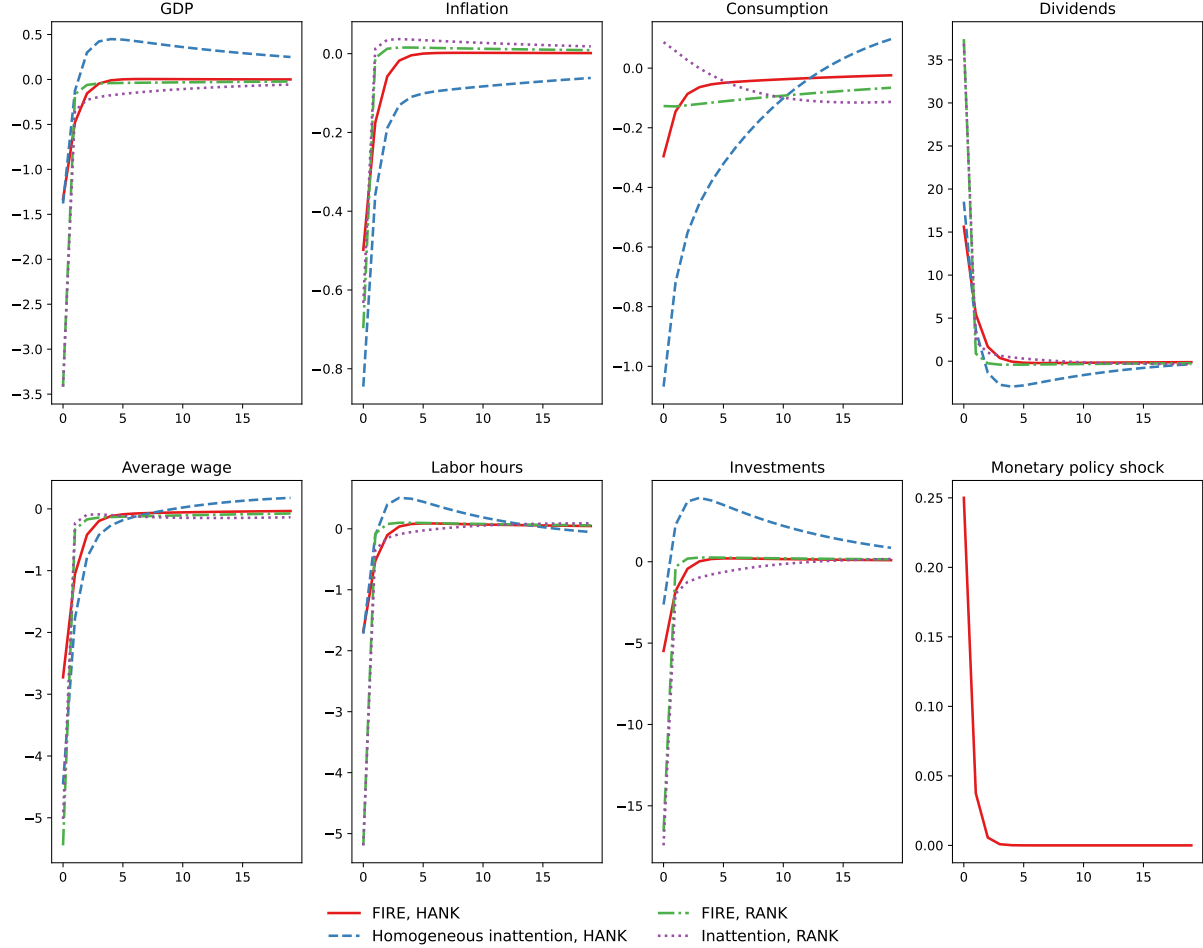 GDP
Inflation
Consumption
Dividends
0.5
0.0
−0.5
−1.0
−1.5
−2.0
−2.5
−3.0
−3.5
0 5 10 15
0.0
−0.2
−0.4
−0.6
−0.8
0 5 10 15
0.0
−0.2
−0.4
−0.6
−0.8
−1.0
0 5 10 15
35
30
25
20
15
10
5
0
0 5 10 15
Average wage
Labor hours
Investments
Monetary policy shock
0
−1
−2
−3
−4
−5
0 5 10 15
0
−1
−2
−3
−4
−5
0 5 10 15
0
−5
−10
−15
0 5 10 15
0.25
0.20
0.15
0.10
0.05
0.00
0 5 10 15
FIRE, HANK
Homogeneous inattention, HANK
FIRE, RANK
Inattention, RANK